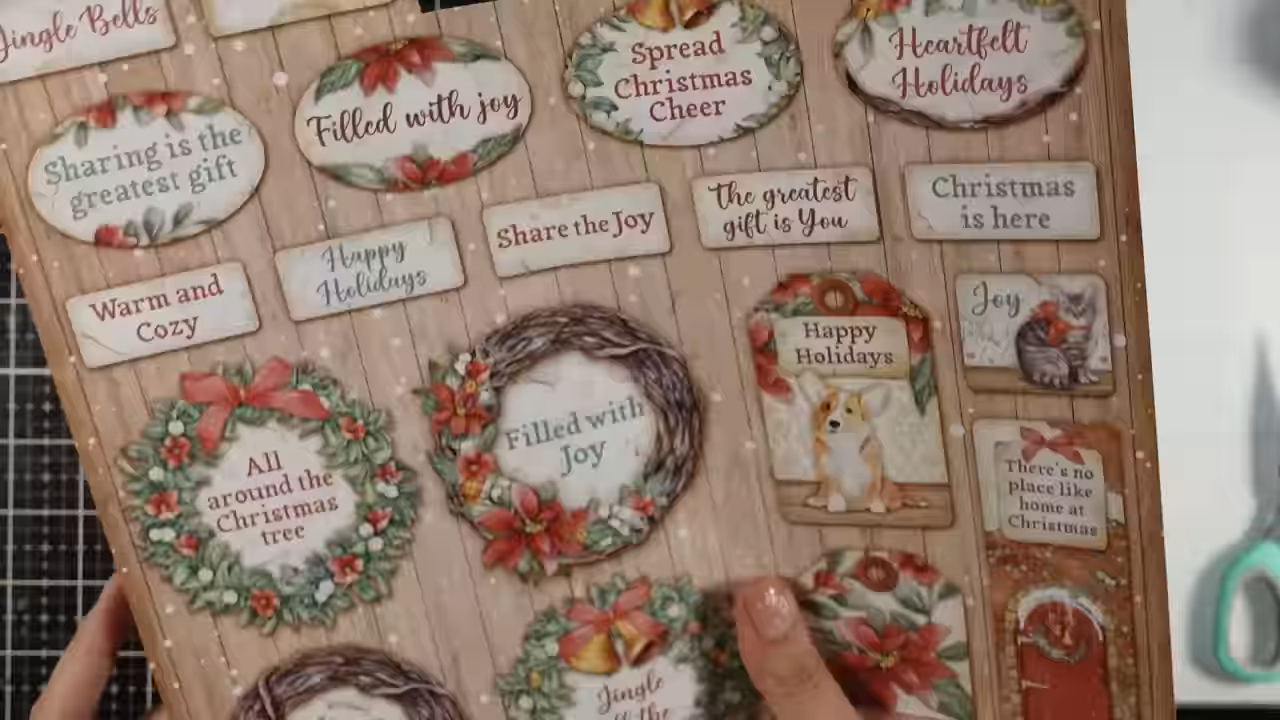 Jingle Bells
Spread
Christmas
Cheer
Heartfelt
Holidays
Filled with joy
Sharing is the
greatest gift
Christmas
is here
The greatest
gift is You
Share the Joy
Happy
Holidays
Warm and
Cozy
Joy
Happy
Holidays
Filled with
Joy
All
around the
Christmas
tree
There's no
place like
home at
Christmas
Jingle
the